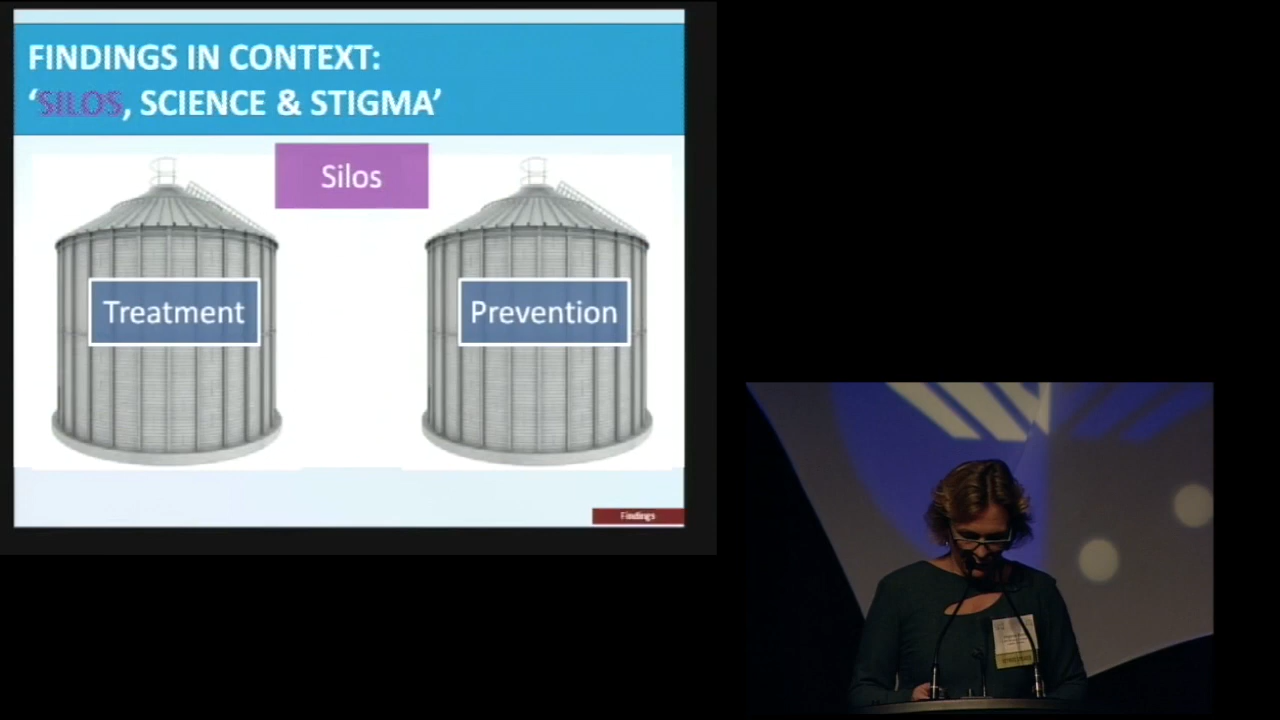 FINDINGS IN CONTEXT:
‘SILOS, SCIENCE & STIGMA’
Silos
Treatment
Prevention
Findings